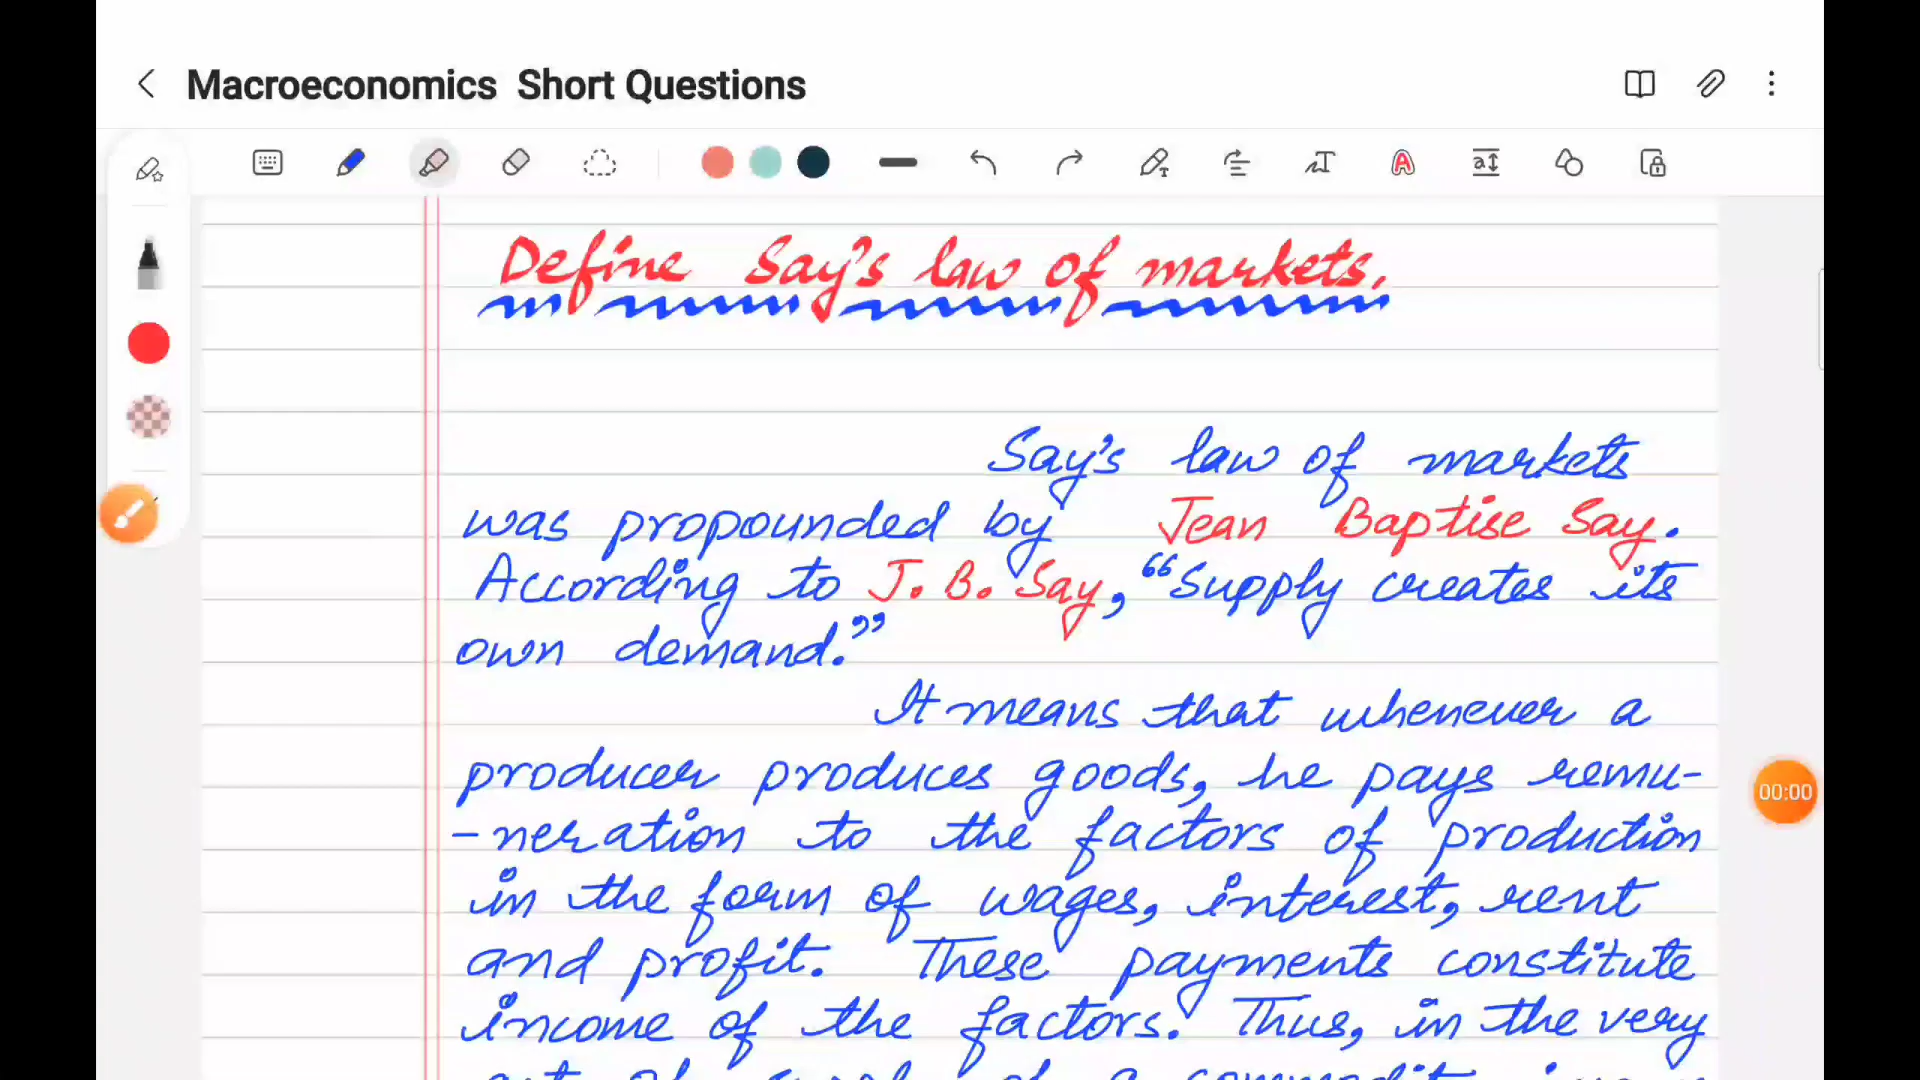 Macroeconomics Short Questions
Define Say's law of markets.
Say's law of markets
was propounded by Jean Baptise Say.
According to J. B. Say, "Supply creates its
own demand."
It means that whenever a
producer produces goods, he pays remu-
-neration to the factors of production
in the form of wages, interest, rent
and profit. These payments constitute
income of the factors. Thus, in the very
00:00